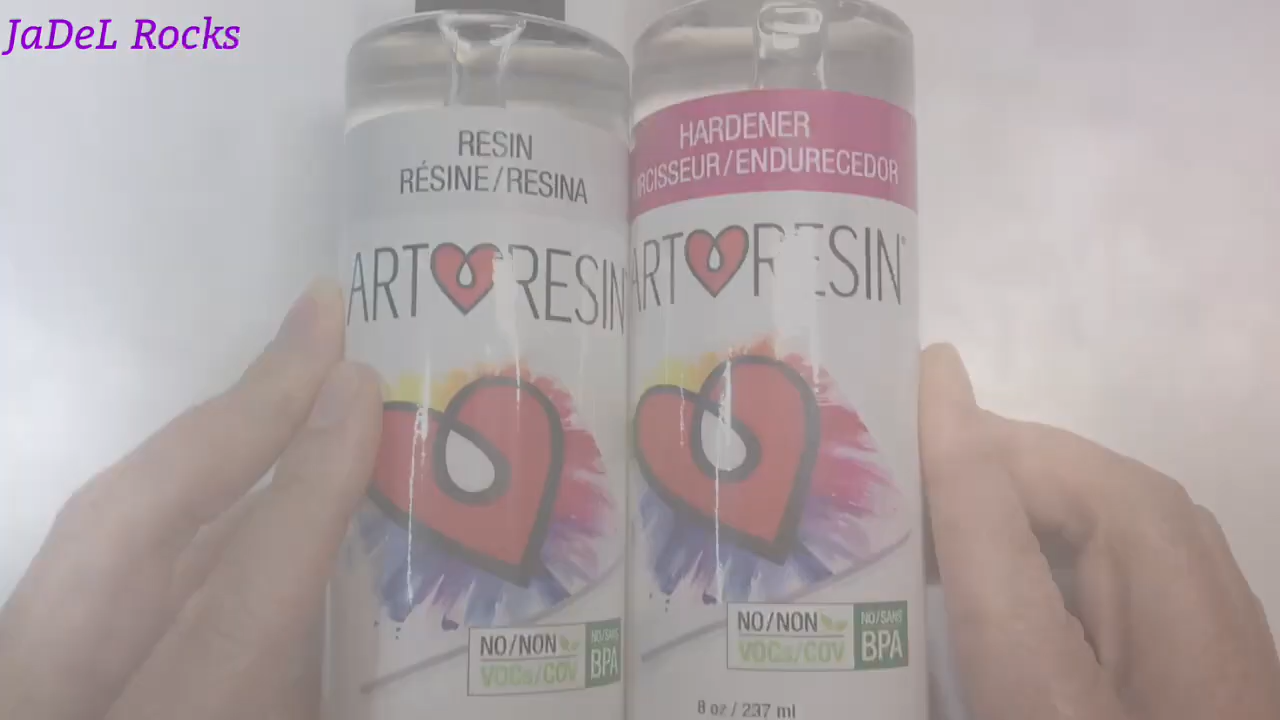 JaDeL Rocks
RESIN
RÉSINE/RESINA
ART RESIN
NO/NON
VOCs/COV
NO/SANS
BPA
HARDENER
RCISSEUR/ENDURECEDOR
ART RESIN
NO/NON
VOCs/COV
NO/SANS
BPA
8 oz / 237 ml